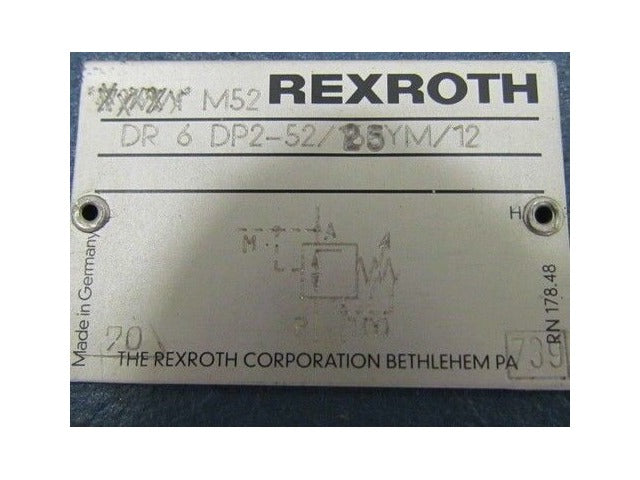 M52 REXROTH
DR 6 DP2-52/ YM/12
H
A
M
P
Made in Germany
RN 178.48
70
THE REXROTH CORPORATION BETHLEHEM PA
739